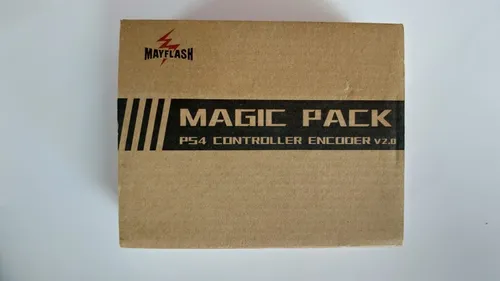 MAYFLASH
MAGIC PACK
PS4 CONTROLLER ENCODER V2.0